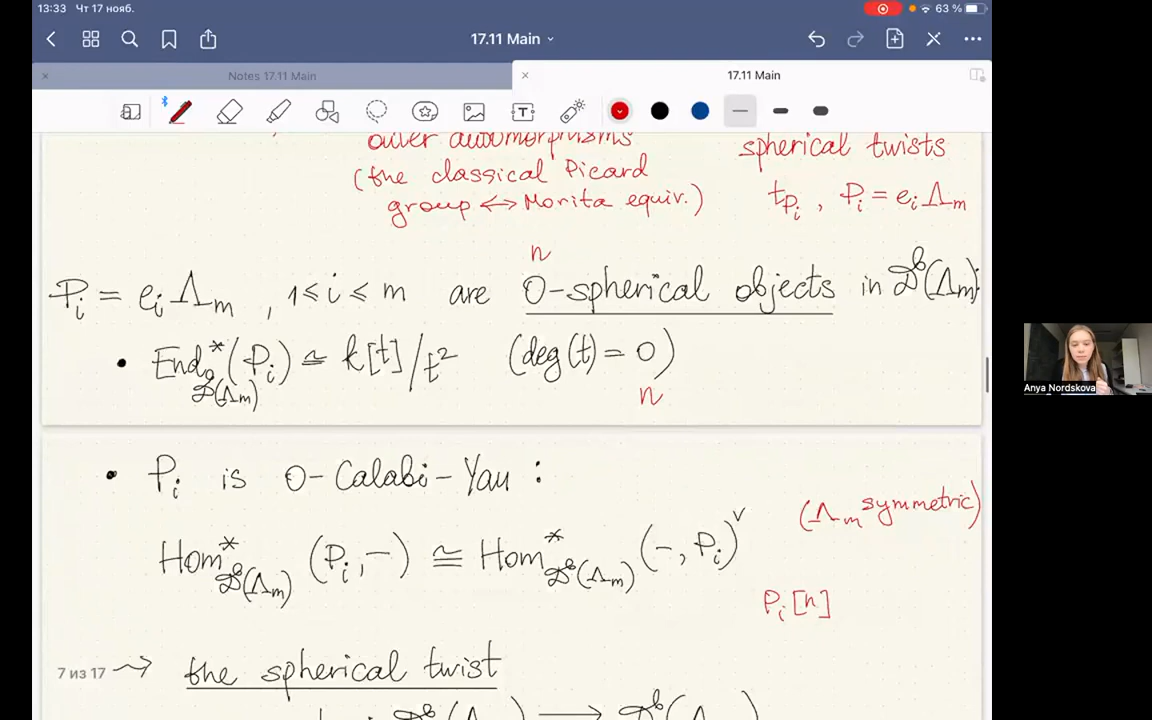 13:33 Чт 17 нояб.
63 %
17.11 Main
Notes 17.11 Main
17.11 Main
outer automorphisms
(the classical Picard
group ↔ Morita equiv.)
spherical twists
t_{P_i} , P_i = e_i Λ_m
n
P_i = e_i Λ_m , 1 ≤ i ≤ m are 0-spherical objects in D^b(Λ_m):
• End*_{D^b(Λ_m)}(P_i) ≃ k[t]/t² (deg(t) = 0)
n
• P_i is 0-Calabi-Yau :
(Λ_m symmetric)
Hom*_{D^b(Λ_m)}(P_i, −) ≅ Hom*_{D^b(Λ_m)}(−, P_i)^∨
P_i[n]
7 из 17
⇝ the spherical twist
D^b(Λ_m) → D^b(Λ_m)
Anya Nordskova